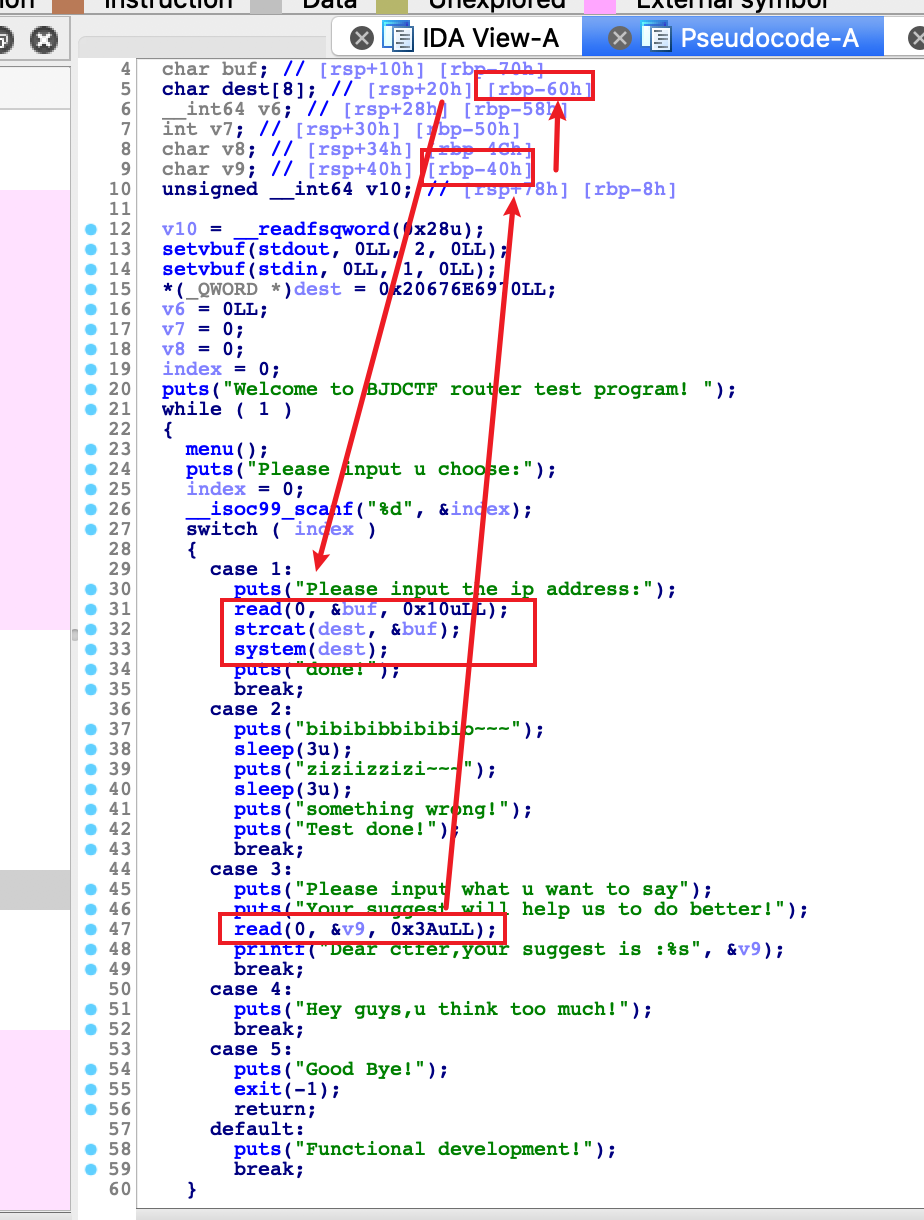 Instruction Data Unexplored External symbol
IDA View-A Pseudocode-A
4 char buf; // [rsp+10h] [rbp-70h]
5 char dest[8]; // [rsp+20h] [rbp-60h]
6 __int64 v6; // [rsp+28h] [rbp-58h]
7 int v7; // [rsp+30h] [rbp-50h]
8 char v8; // [rsp+34h] [rbp-4Ch]
9 char v9; // [rsp+40h] [rbp-40h]
10 unsigned __int64 v10; // [rsp+78h] [rbp-8h]
11
12 v10 = __readfsqword(0x28u);
13 setvbuf(stdout, 0LL, 2, 0LL);
14 setvbuf(stdin, 0LL, 1, 0LL);
15 *(_QWORD *)dest = 0x20676E6970LL;
16 v6 = 0LL;
17 v7 = 0;
18 v8 = 0;
19 index = 0;
20 puts("Welcome to BJDCTF router test program! ");
21 while ( 1 )
22 {
23 menu();
24 puts("Please input u choose:");
25 index = 0;
26 __isoc99_scanf("%d", &index);
27 switch ( index )
28 {
29 case 1:
30 puts("Please input the ip address:");
31 read(0, &buf, 0x10uLL);
32 strcat(dest, &buf);
33 system(dest);
34 puts("done!");
35 break;
36 case 2:
37 puts("bibibibbibibib~~~");
38 sleep(3u);
39 puts("ziziizzizi~~~");
40 sleep(3u);
41 puts("something wrong!");
42 puts("Test done!");
43 break;
44 case 3:
45 puts("Please input what u want to say");
46 puts("Your suggest will help us to do better!");
47 read(0, &v9, 0x3AuLL);
48 printf("Dear ctfer,your suggest is :%s", &v9);
49 break;
50 case 4:
51 puts("Hey guys,u think too much!");
52 break;
53 case 5:
54 puts("Good Bye!");
55 exit(-1);
56 return;
57 default:
58 puts("Functional development!");
59 break;
60 }